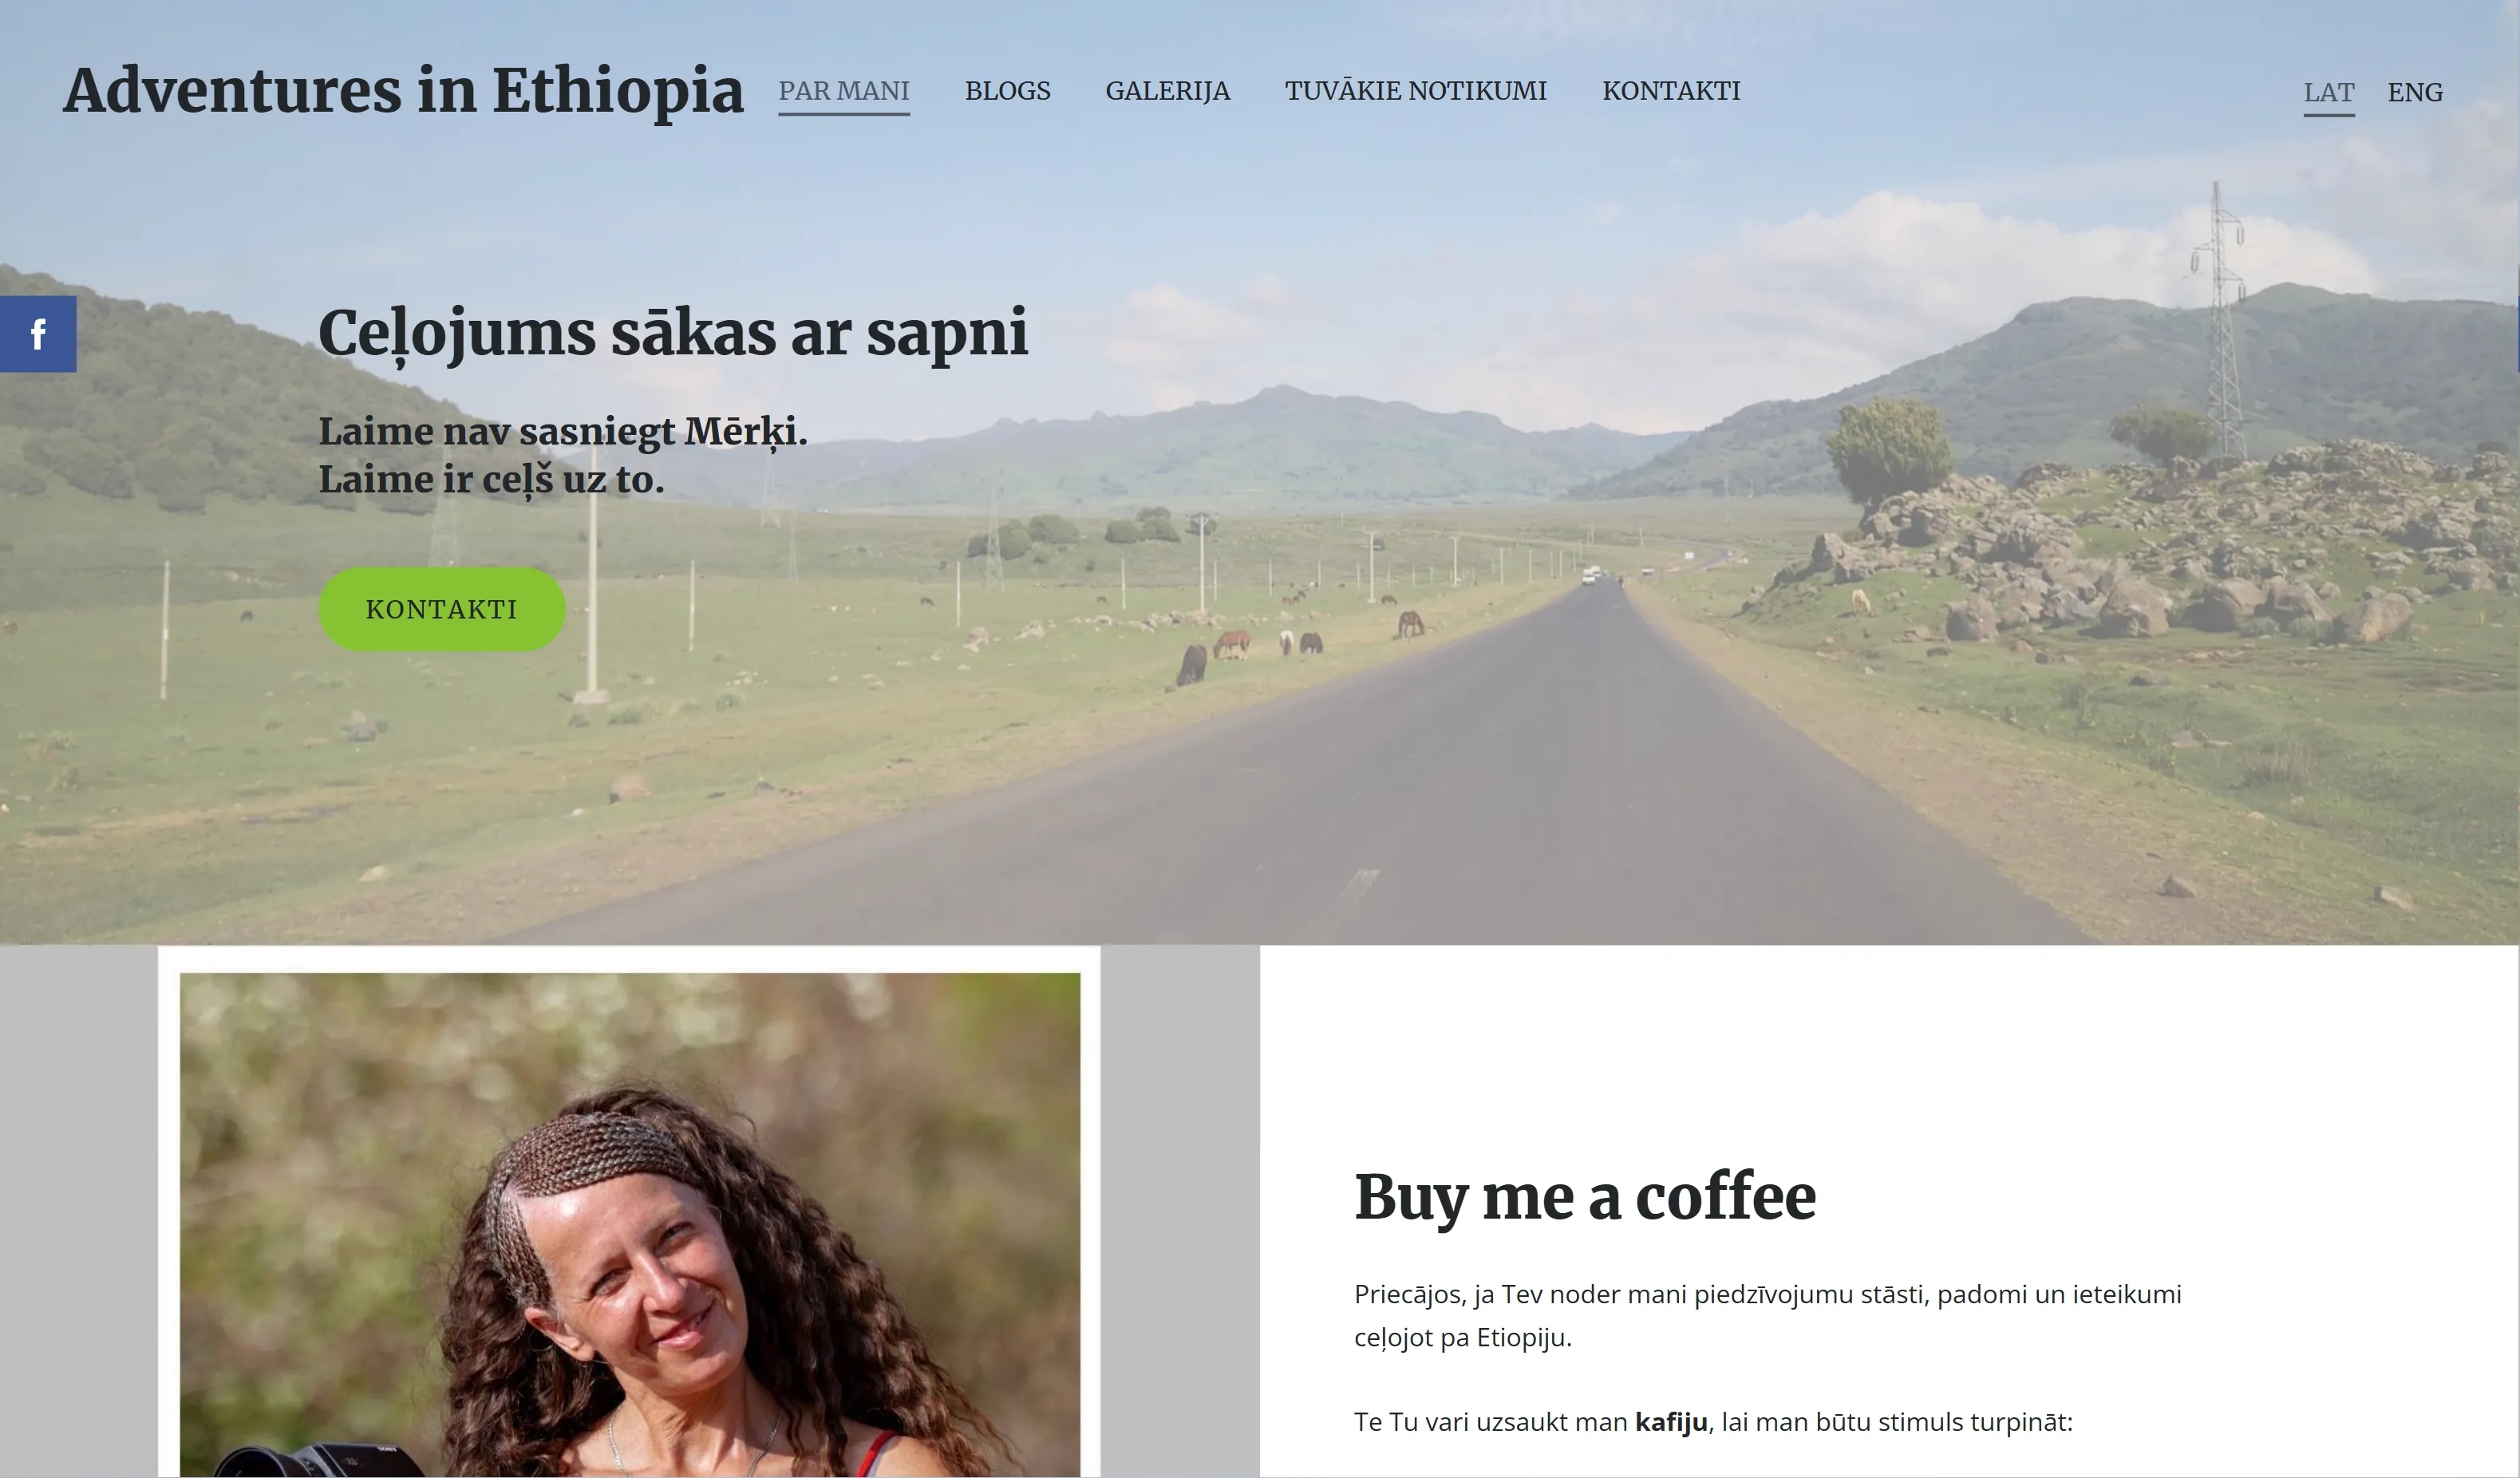 Adventures in Ethiopia
PAR MANI
BLOGS
GALERIJA
TUVĀKIE NOTIKUMI
KONTAKTI
LAT
ENG
Ceļojums sākas ar sapni
Laime nav sasniegt Mērķi.
Laime ir ceļš uz to.
KONTAKTI
Buy me a coffee
Priecājos, ja Tev noder mani piedzīvojumu stāsti, padomi un ieteikumi
ceļojot pa Etiopiju.
Te Tu vari uzsaukt man kafiju, lai man būtu stimuls turpināt: